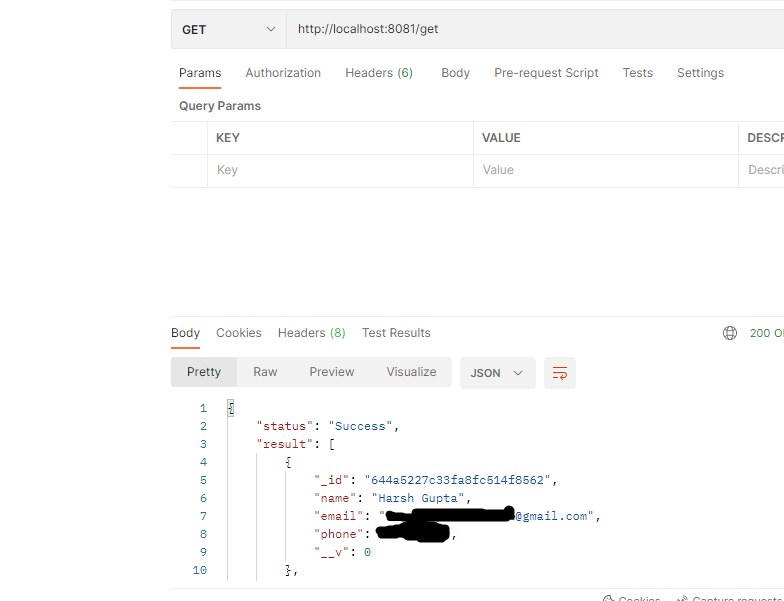 GET http://localhost:8081/get
Params Authorization Headers (6) Body Pre-request Script Tests Settings
Query Params
KEY VALUE DESCR
Key Value Descri
Body Cookies Headers (8) Test Results 200 O
Pretty Raw Preview Visualize JSON
1 {
2 "status": "Success",
3 "result": [
4 {
5 "_id": "644a5227c33fa8fc514f8562",
6 "name": "Harsh Gupta",
7 "email": "@gmail.com",
8 "phone": ,
9 "__v": 0
10 },
Cookies Capture requests